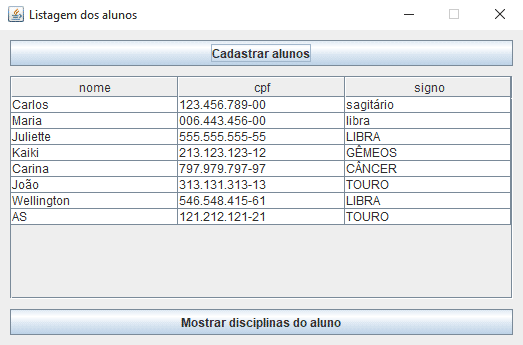 Listagem dos alunos
Cadastrar alunos
nome cpf signo
Carlos 123.456.789-00 sagitário
Maria 006.443.456-00 libra
Juliette 555.555.555-55 LIBRA
Kaiki 213.123.123-12 GÊMEOS
Carina 797.979.797-97 CÂNCER
João 313.131.313-13 TOURO
Wellington 546.548.415-61 LIBRA
AS 121.212.121-21 TOURO
Mostrar disciplinas do aluno